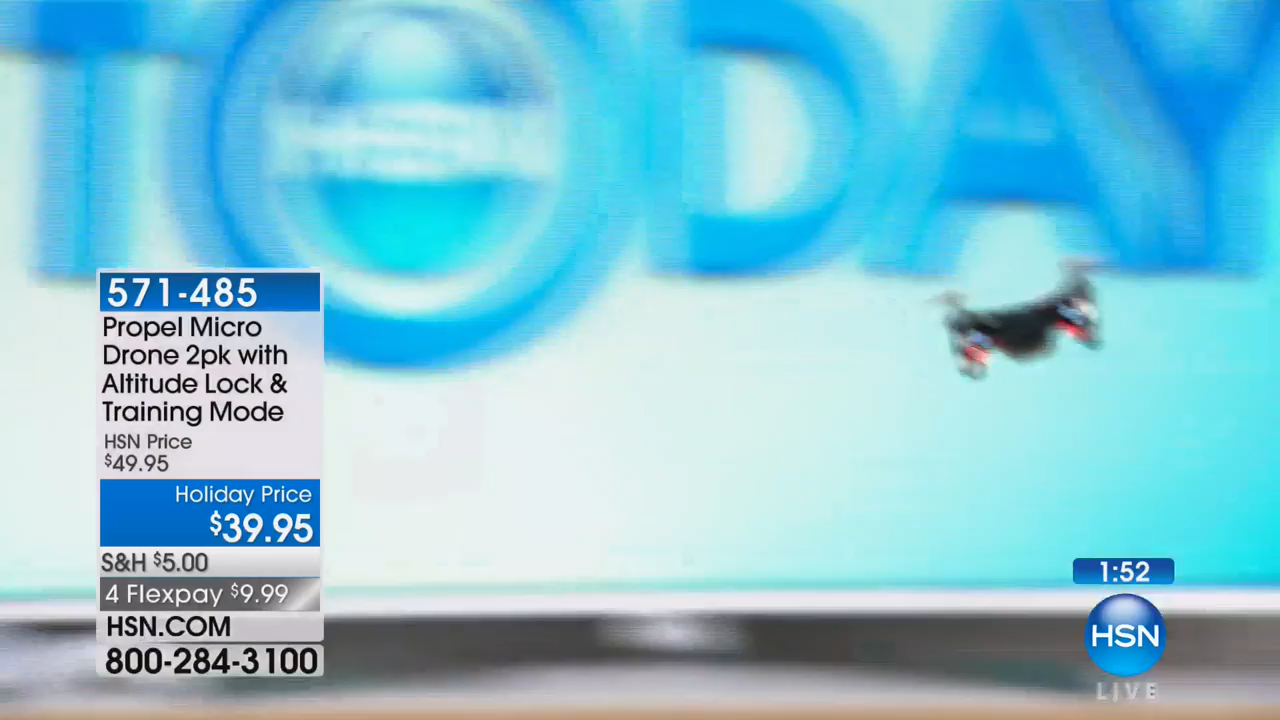 TODAY
571-485
Propel Micro
Drone 2pk with
Altitude Lock &
Training Mode
HSN Price
$49.95
Holiday Price
$39.95
S&H $5.00
4 Flexpay $9.99
HSN.COM
800-284-3100
1:52
HSN
LIVE